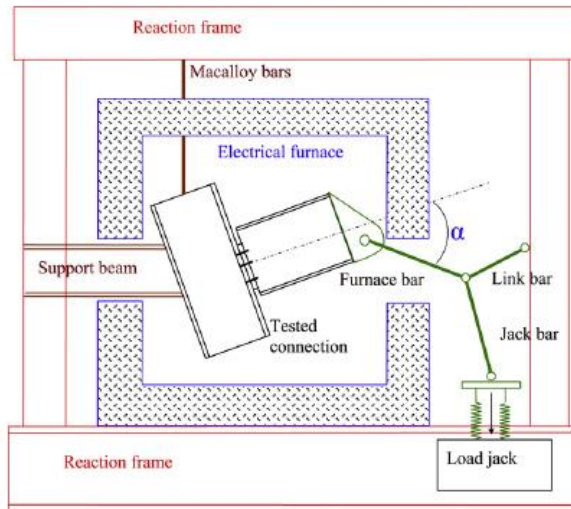 Reaction frame
Macalloy bars
Electrical furnace
α
Support beam
Furnace bar
Link bar
Tested
connection
Jack bar
Reaction frame
Load jack